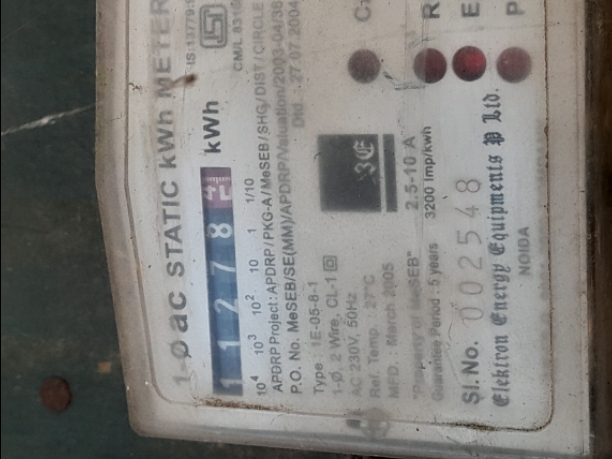 1-Ø ac STATIC kWh METER
IS:13779
CM/L 8316
1 1 2 7 8 kWh
10⁴ 10³ 10² 10 1 1/10
APDRP Project: APDRP/PKG-A/MeSEB/SHG/DIST/CIRCLE
P.O. No. MeSEB/SE(MM)/APDRP/Valuation/2003-04/38
Dtd.:27.07.2004
Type 1E-05-8-1
1-Ø, 2 Wire, CL-1
AC 230V, 50Hz
Ref. Temp. 27°C
MFD. March 2005
3E
2.5-10 A
3200 Imp/kwh
"Property of MeSEB"
Guarantee Period : 5 years
R
E
P
Sl. No. 002548
Elektron Energy Equipments P Ltd.
NOIDA